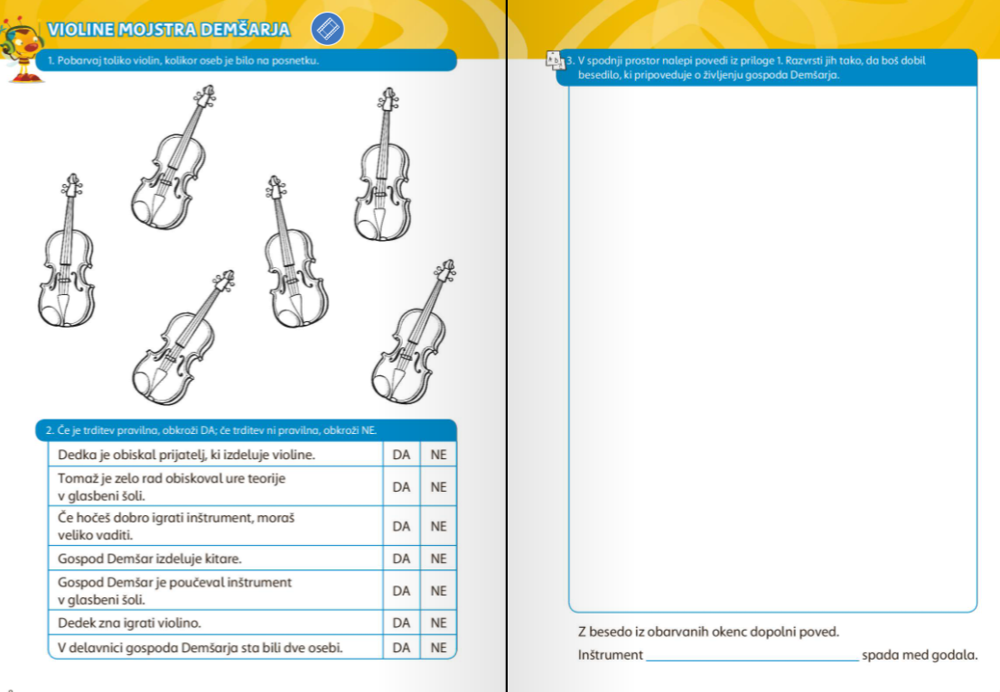 VIOLINE MOJSTRA DEMŠARJA
1. Pobarvaj toliko violin, kolikor oseb je bilo na posnetku.
2. Če je trditev pravilna, obkroži DA; če trditev ni pravilna, obkroži NE.
Dedka je obiskal prijatelj, ki izdeluje violine. DA NE
Tomaž je zelo rad obiskoval ure teorije
v glasbeni šoli. DA NE
Če hočeš dobro igrati inštrument, moraš
veliko vaditi. DA NE
Gospod Demšar izdeluje kitare. DA NE
Gospod Demšar je poučeval inštrument
v glasbeni šoli. DA NE
Dedek zna igrati violino. DA NE
V delavnici gospoda Demšarja sta bili dve osebi. DA NE
3. V spodnji prostor nalepi povedi iz priloge 1. Razvrsti jih tako, da boš dobil
besedilo, ki pripoveduje o življenju gospoda Demšarja.
Z besedo iz obarvanih okenc dopolni poved.
Inštrument ______________________ spada med godala.